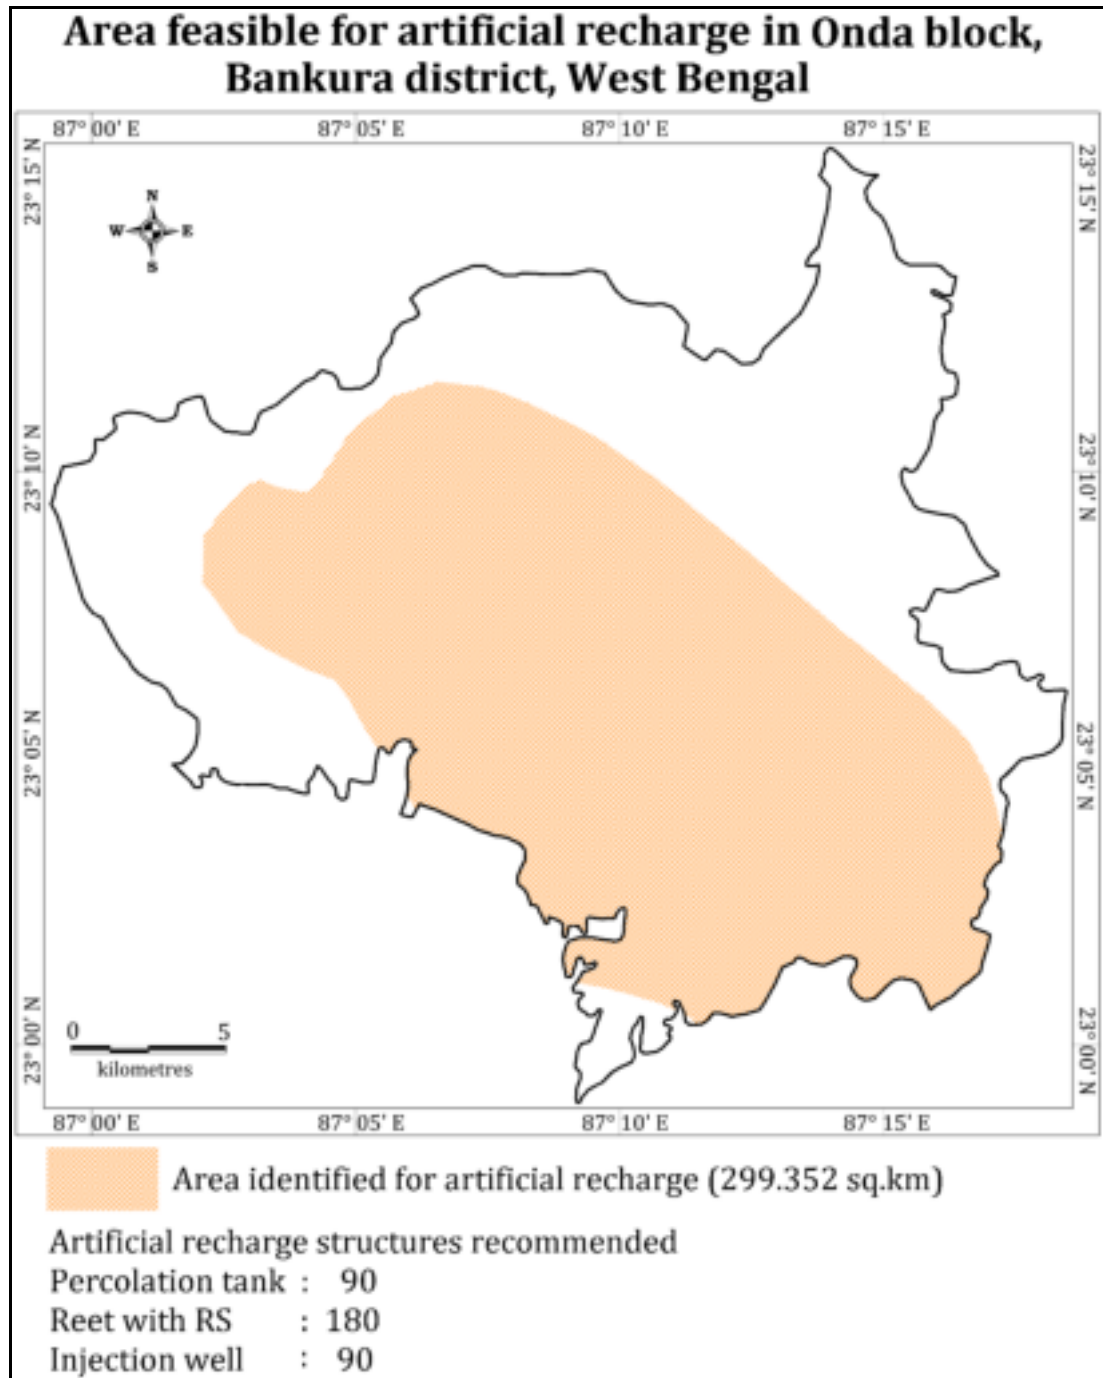 Area feasible for artificial recharge in Onda block,
Bankura district, West Bengal
87° 00' E 87° 05' E 87° 10' E 87° 15' E
23° 15' N
23° 15' N
N
W E
S
23° 10' N
23° 10' N
23° 05' N
23° 05' N
23° 00' N
23° 00' N
0 5
kilometres
87° 00' E 87° 05' E 87° 10' E 87° 15' E
Area identified for artificial recharge (299.352 sq.km)
Artificial recharge structures recommended
Percolation tank : 90
Reet with RS : 180
Injection well : 90